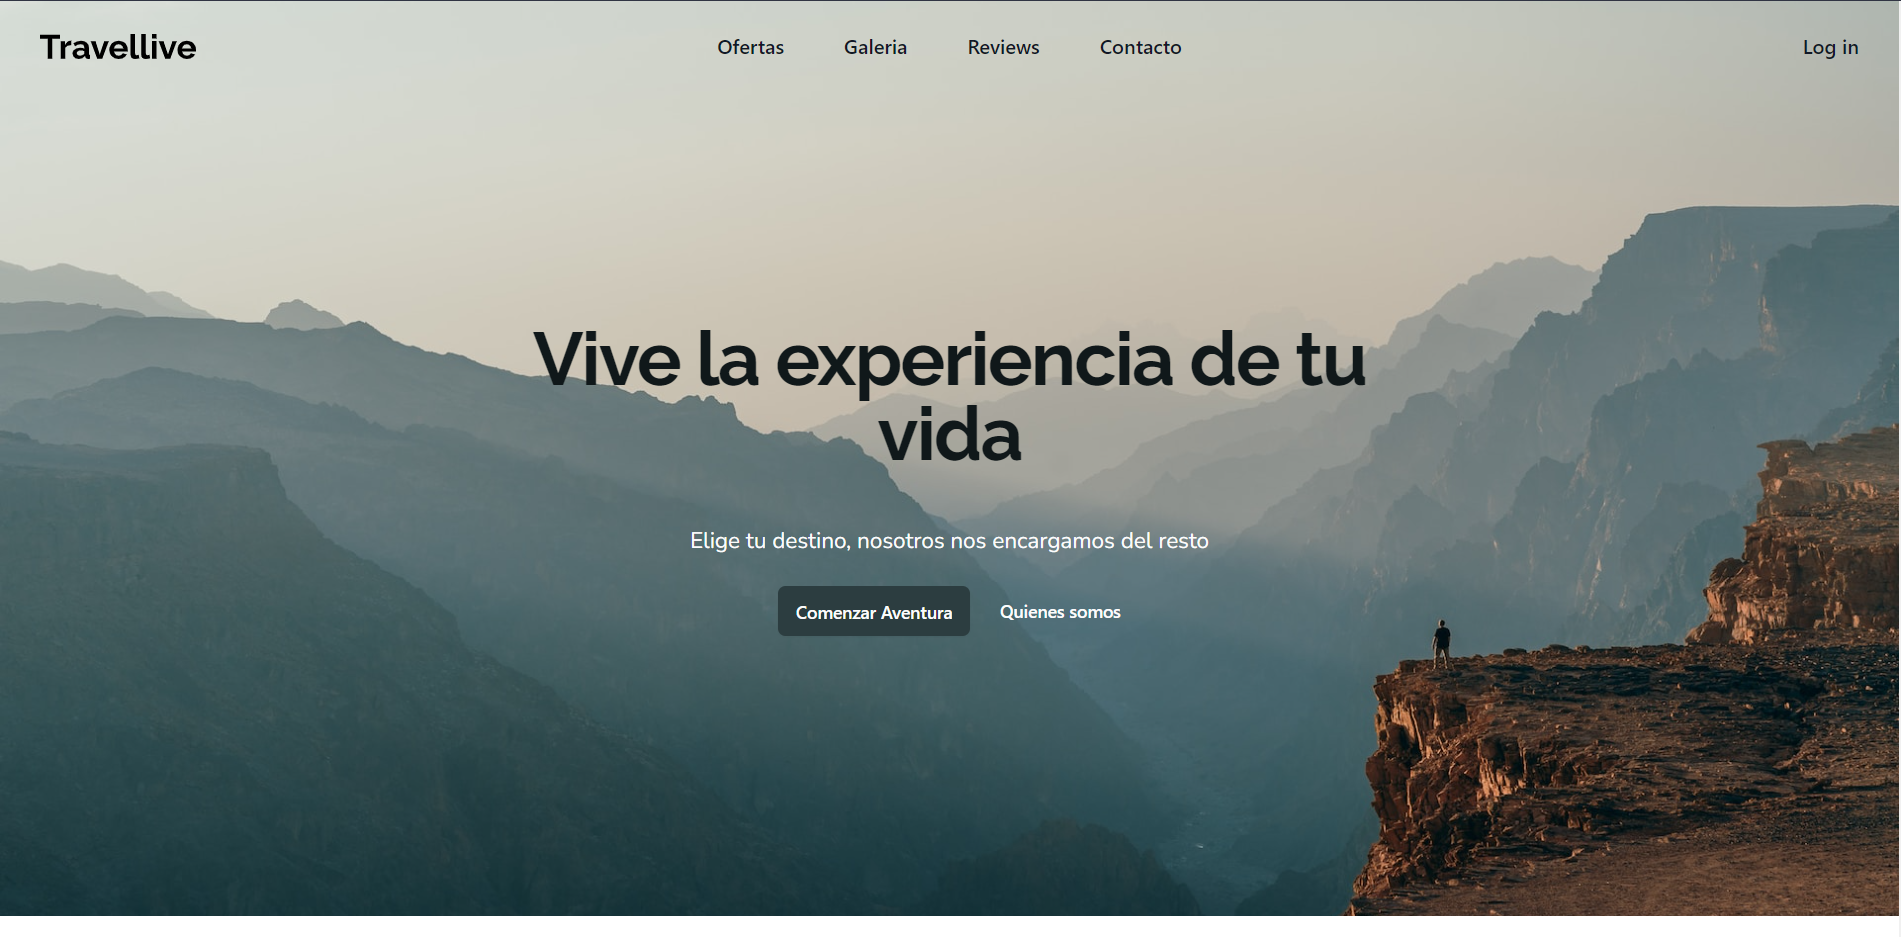 Travellive
Ofertas
Galeria
Reviews
Contacto
Log in
Vive la experiencia de tu
vida
Elige tu destino, nosotros nos encargamos del resto
Comenzar Aventura
Quienes somos